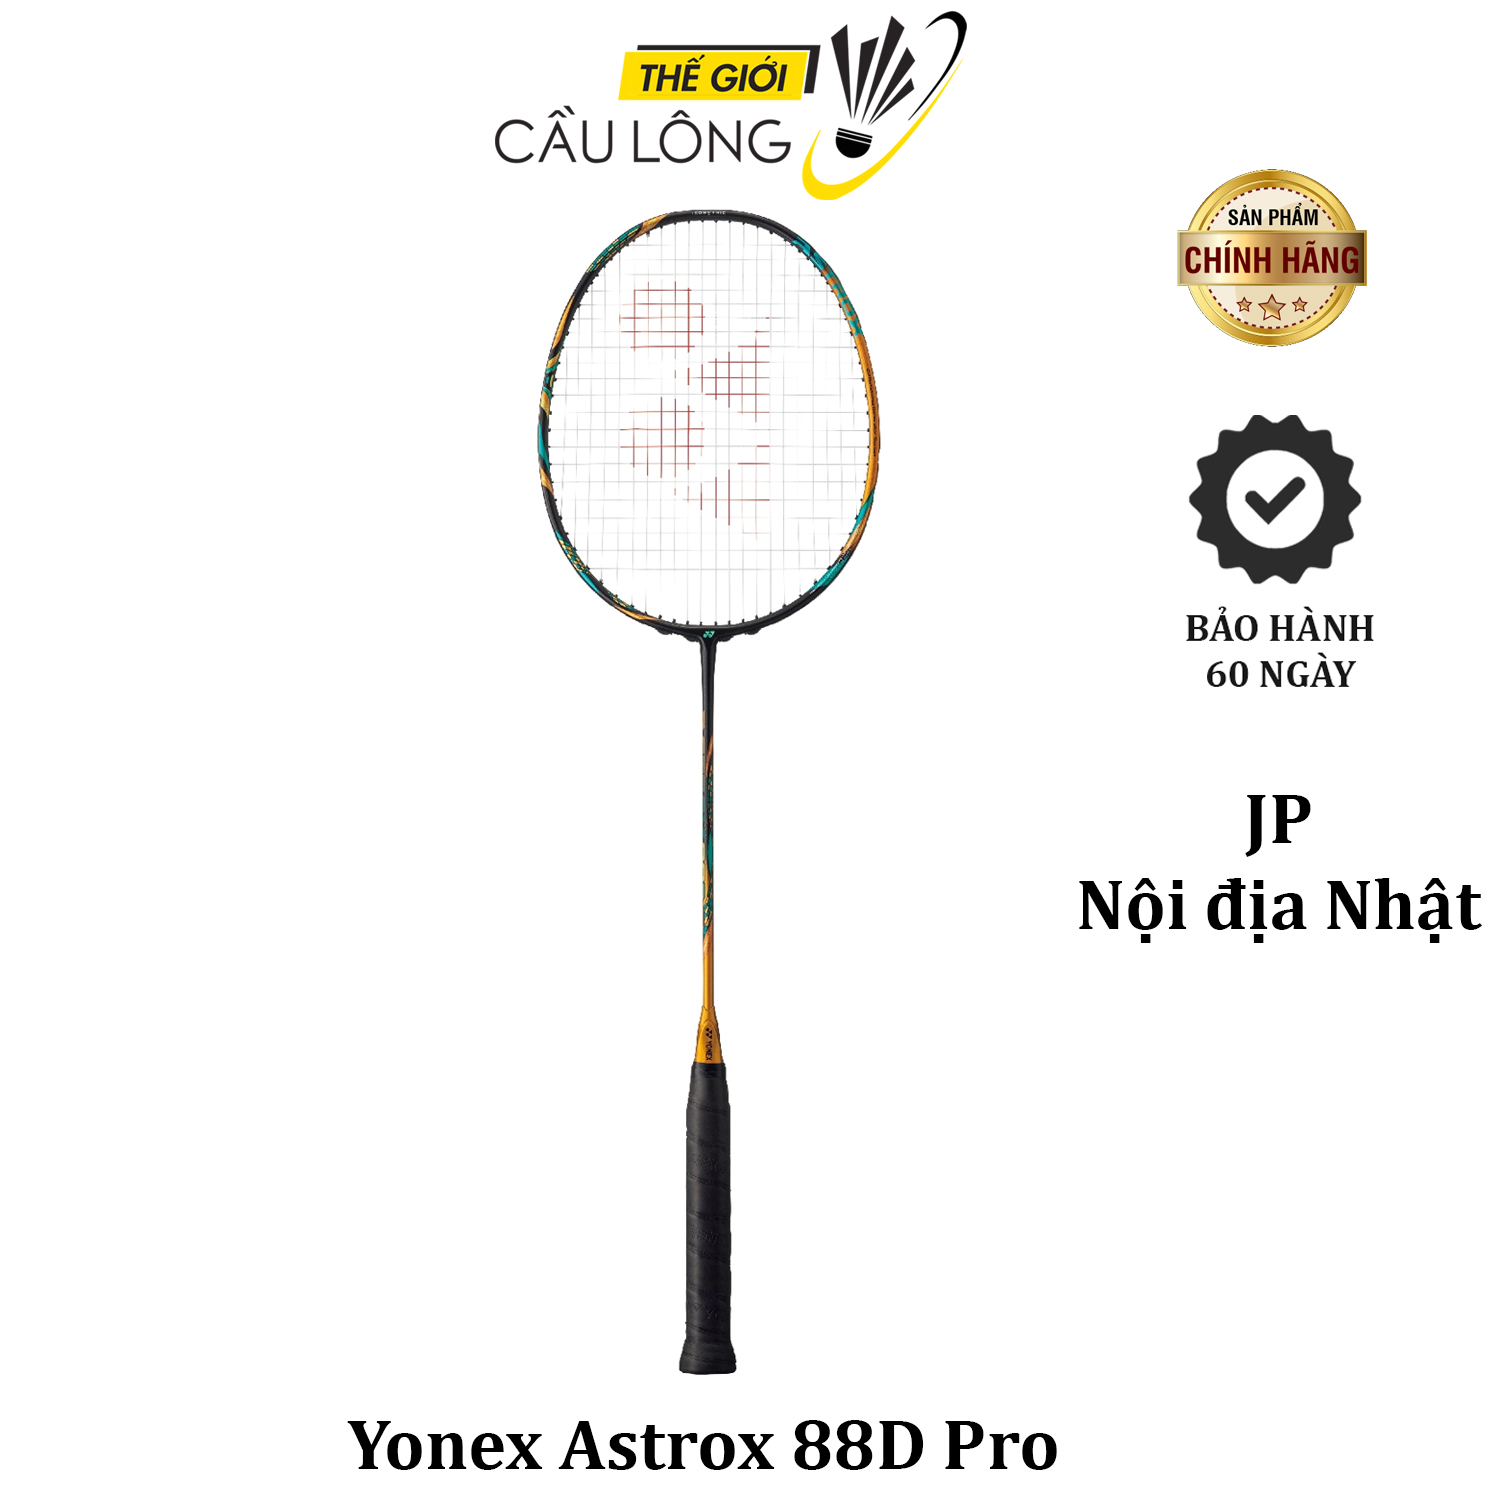 THẾ GIỚI
CẦU LÔNG
SẢN PHẨM
CHÍNH HÃNG
BẢO HÀNH
60 NGÀY
JP
Nội địa Nhật
YONEX
Yonex Astrox 88D Pro